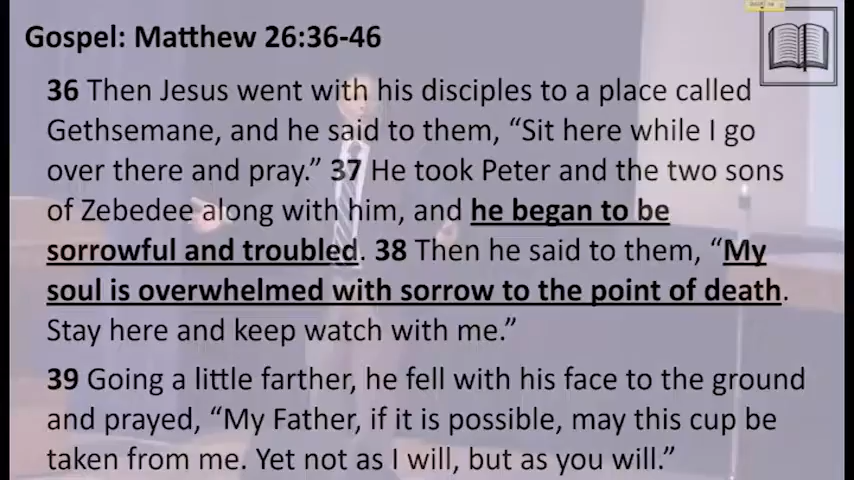 Gospel: Matthew 26:36-46
36 Then Jesus went with his disciples to a place called
Gethsemane, and he said to them, “Sit here while I go
over there and pray.” 37 He took Peter and the two sons
of Zebedee along with him, and he began to be
sorrowful and troubled. 38 Then he said to them, “My
soul is overwhelmed with sorrow to the point of death.
Stay here and keep watch with me.”
39 Going a little farther, he fell with his face to the ground
and prayed, “My Father, if it is possible, may this cup be
taken from me. Yet not as I will, but as you will.”